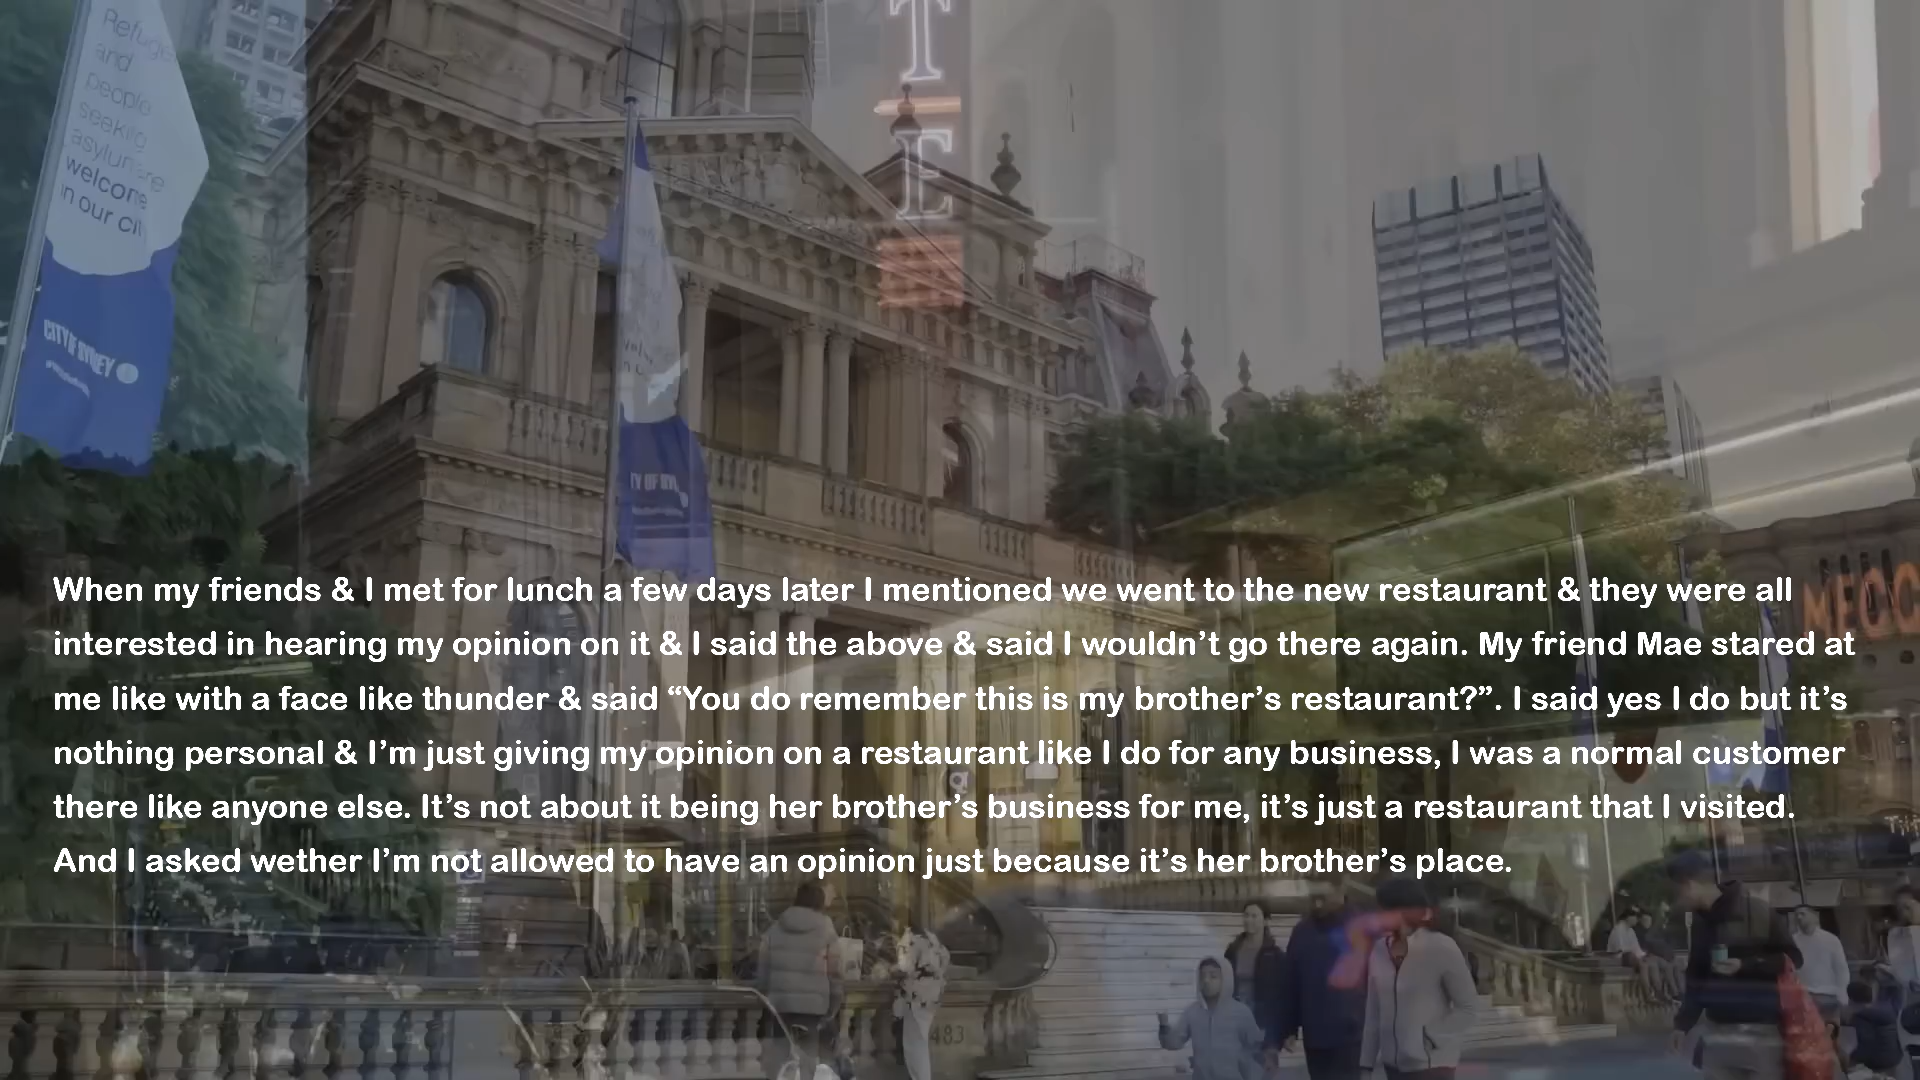 Refuge
and
people
seeking
welcome
in our
CITY OF SYDNEY
TE
When my friends & I met for lunch a few days later I mentioned we went to the new restaurant & they were all
interested in hearing my opinion on it & I said the above & said I wouldn’t go there again. My friend Mae stared at
me like with a face like thunder & said “You do remember this is my brother’s restaurant?”. I said yes I do but it’s
nothing personal & I’m just giving my opinion on a restaurant like I do for any business, I was a normal customer
there like anyone else. It’s not about it being her brother’s business for me, it’s just a restaurant that I visited.
And I asked wether I’m not allowed to have an opinion just because it’s her brother’s place.
483